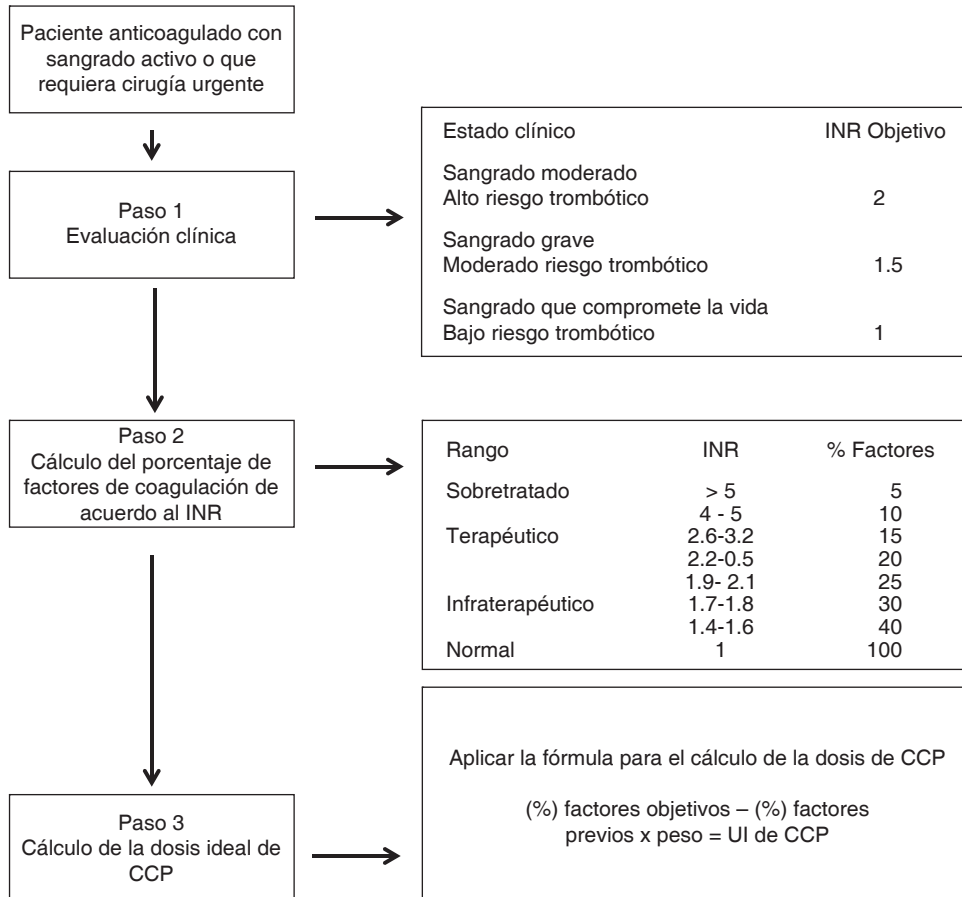 Paciente anticoagulado con
sangrado activo o que
requiera cirugía urgente
Paso 1
Evaluación clínica
Estado clínico INR Objetivo
Sangrado moderado
Alto riesgo trombótico 2
Sangrado grave
Moderado riesgo trombótico 1.5
Sangrado que compromete la vida
Bajo riesgo trombótico 1
Paso 2
Cálculo del porcentaje de
factores de coagulación de
acuerdo al INR
Rango INR % Factores
Sobretratado > 5 5
4 - 5 10
Terapéutico 2.6-3.2 15
2.2-0.5 20
1.9- 2.1 25
Infraterapéutico 1.7-1.8 30
1.4-1.6 40
Normal 1 100
Paso 3
Cálculo de la dosis ideal de
CCP
Aplicar la fórmula para el cálculo de la dosis de CCP
(%) factores objetivos – (%) factores
previos x peso = UI de CCP